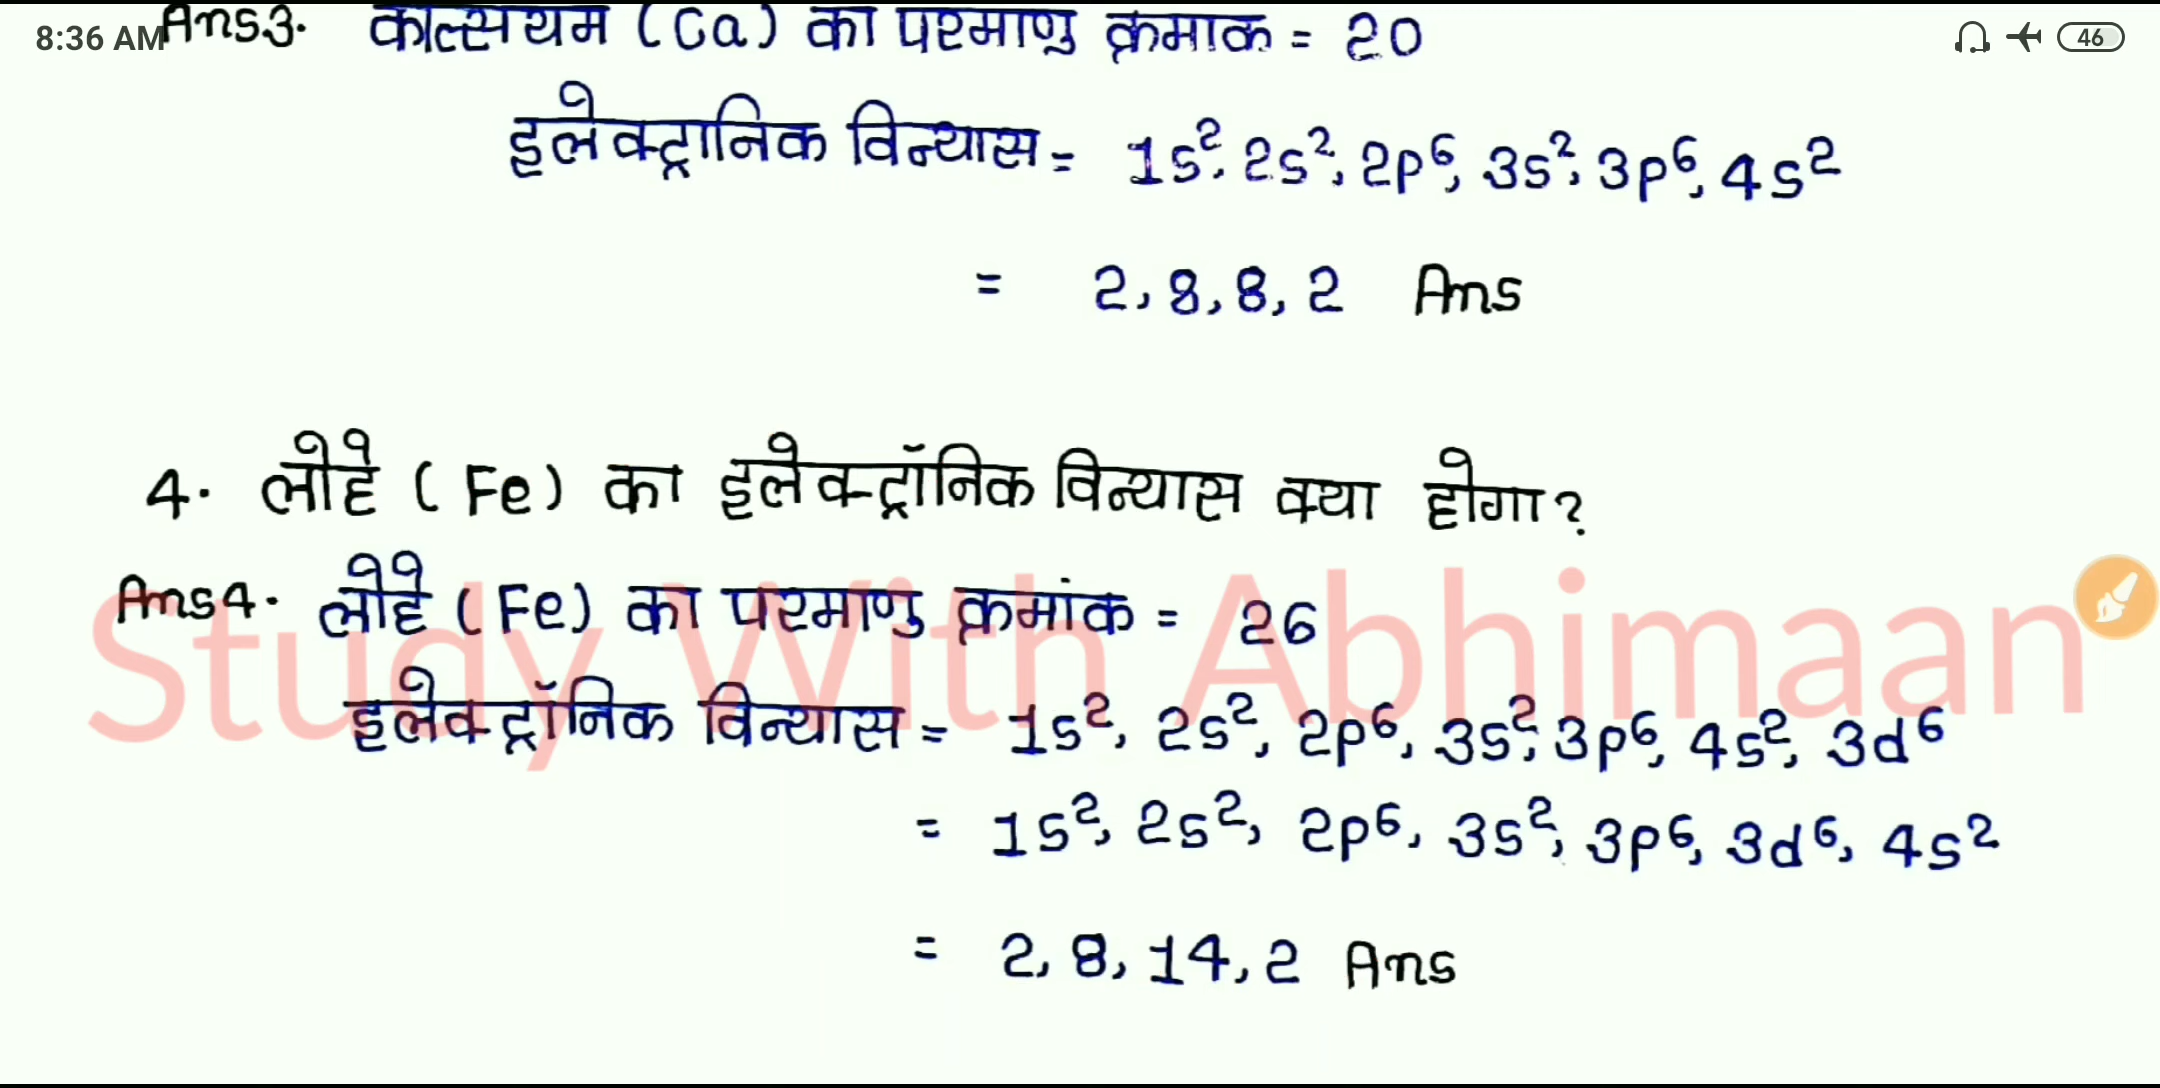 8:36 AM 46
Ans3. कैल्सियम (Ca) का परमाणु क्रमांक = 20
इलेक्ट्रानिक विन्यास = 1s², 2s², 2p⁶, 3s², 3p⁶, 4s²
= 2, 8, 8, 2 Ans
4. लोहे (Fe) का इलेक्ट्रॉनिक विन्यास क्या होगा?
Ans4. लोहे (Fe) का परमाणु क्रमांक = 26
Study With Abhimaan
इलेक्ट्रॉनिक विन्यास = 1s², 2s², 2p⁶, 3s², 3p⁶, 4s², 3d⁶
= 1s², 2s², 2p⁶, 3s², 3p⁶, 3d⁶, 4s²
= 2, 8, 14, 2 Ans